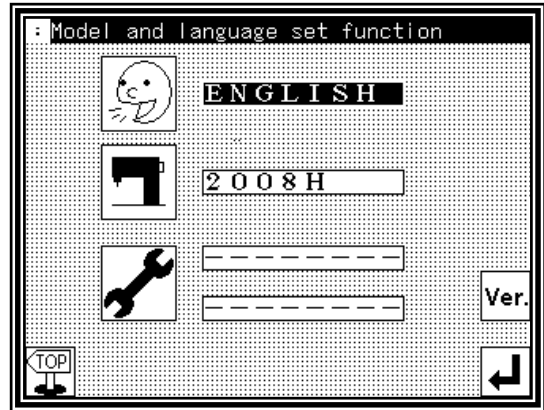 : Model and language set function
ENGLISH
2008H
— — — — — — —
— — — — — — —
Ver.
TOP